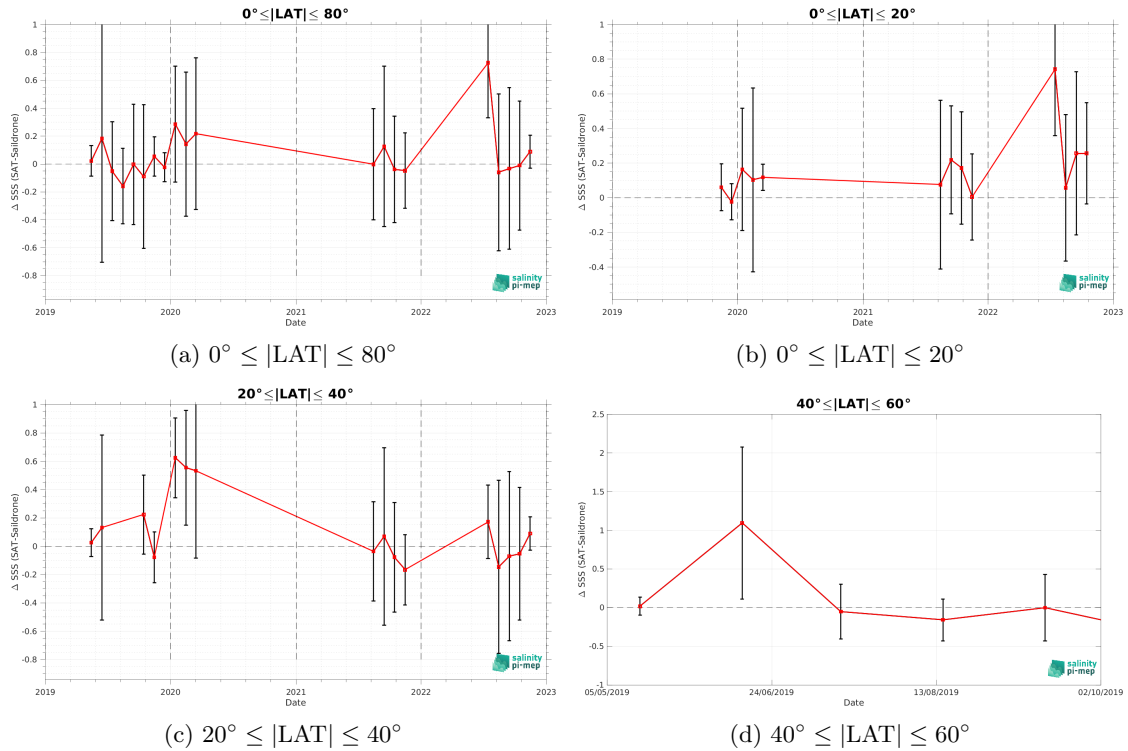 0°≤|LAT|≤ 80°
Δ SSS (SAT-Saildrone)
1
0.8
0.6
0.4
0.2
0
-0.2
-0.4
-0.6
-0.8
2019 2020 2021 2022 2023
Date
salinity
pi-mep
(a) 0° ≤ |LAT| ≤ 80°
0°≤|LAT|≤ 20°
Δ SSS (SAT-Saildrone)
1
0.8
0.6
0.4
0.2
0
-0.2
-0.4
2019 2020 2021 2022 2023
Date
salinity
pi-mep
(b) 0° ≤ |LAT| ≤ 20°
20°≤|LAT|≤ 40°
Δ SSS (SAT-Saildrone)
1
0.8
0.6
0.4
0.2
0
-0.2
-0.4
-0.6
-0.8
2019 2020 2021 2022 2023
Date
salinity
pi-mep
(c) 20° ≤ |LAT| ≤ 40°
40°≤|LAT|≤ 60°
Δ SSS (SAT-Saildrone)
2.5
2
1.5
1
0.5
0
-0.5
-1
05/05/2019 24/06/2019 13/08/2019 02/10/2019
Date
salinity
pi-mep
(d) 40° ≤ |LAT| ≤ 60°